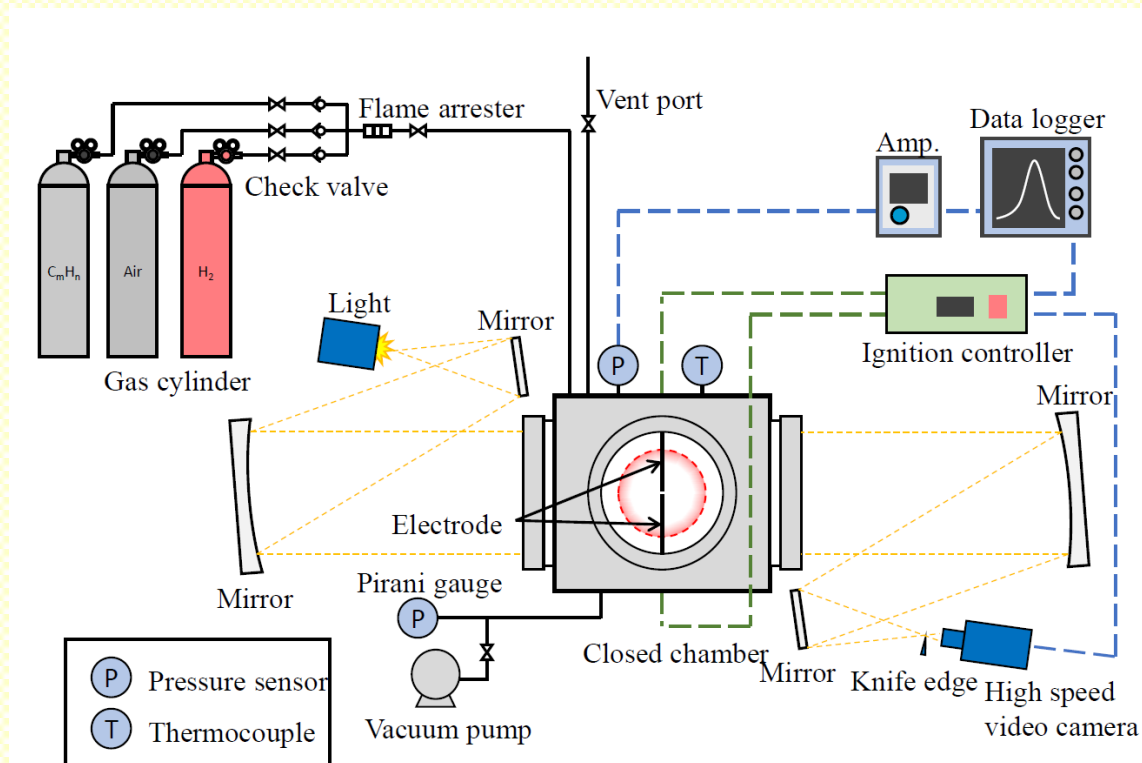 Flame arrester
Vent port
Data logger
Amp.
Check valve
CmHn
Air
H2
Light
Mirror
Gas cylinder
P
T
Ignition controller
Mirror
Electrode
Mirror
Pirani gauge
P
Closed chamber
Mirror
Knife edge
High speed
video camera
Vacuum pump
P Pressure sensor
T Thermocouple